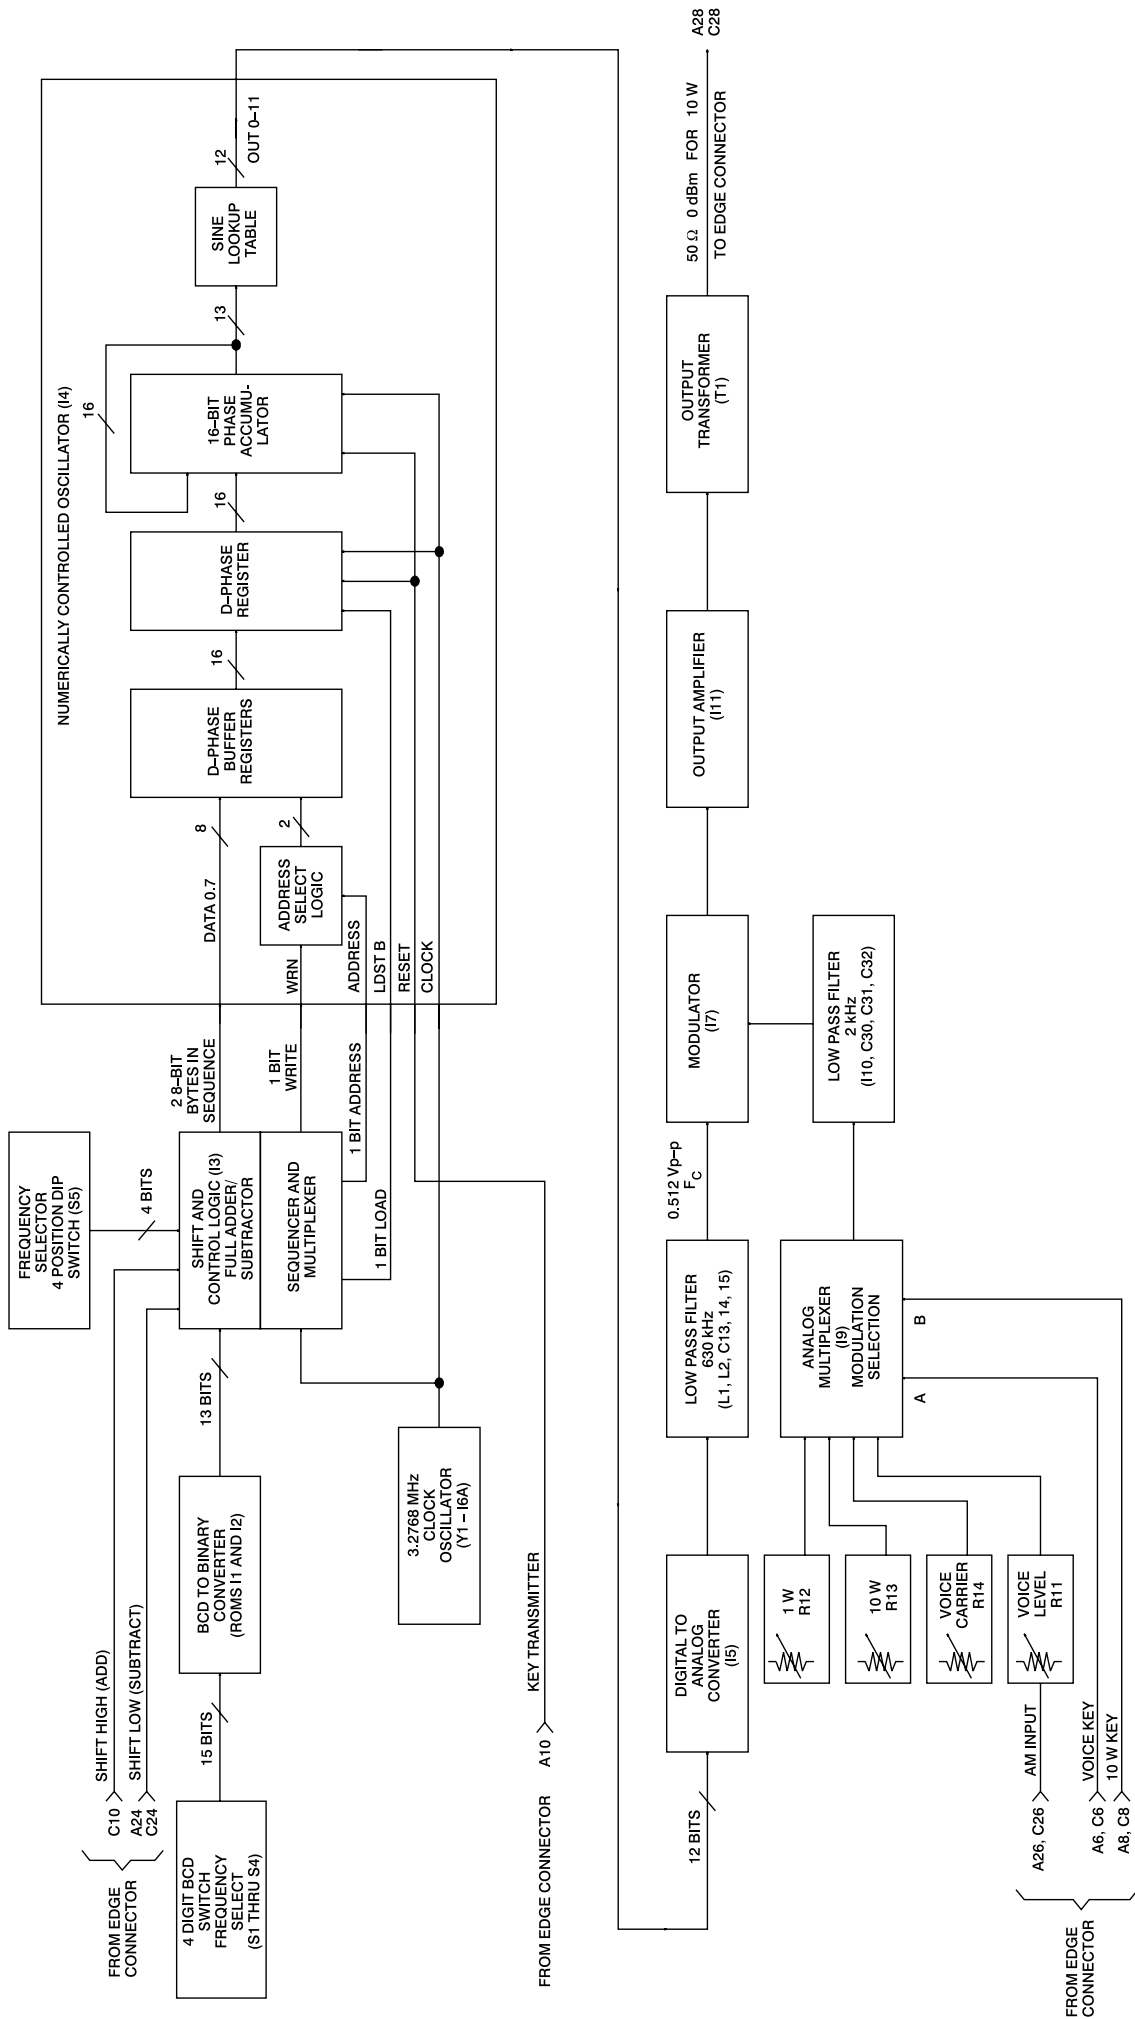 FROM EDGE
CONNECTOR
C10
A24
C24
SHIFT HIGH (ADD)
SHIFT LOW (SUBTRACT)
4 DIGIT BCD
SWITCH
FREQUENCY
SELECT
(S1 THRU S4)
15 BITS
BCD TO BINARY
CONVERTER
(ROMS I1 AND I2)
13 BITS
FREQUENCY
SELECTOR
4 POSITION DIP
SWITCH (S5)
4 BITS
SHIFT AND
CONTROL LOGIC (I3)
FULL ADDER/
SUBTRACTOR
SEQUENCER AND
MULTIPLEXER
3.2768 MHz
CLOCK
OSCILLATOR
(Y1 – I6A)
FROM EDGE CONNECTOR
A10
KEY TRANSMITTER
2 8–BIT
BYTES IN
SEQUENCE
1 BIT
WRITE
1 BIT ADDRESS
1 BIT LOAD
NUMERICALLY CONTROLLED OSCILLATOR (I4)
DATA 0.7
8
WRN
ADDRESS
LDST B
RESET
CLOCK
ADDRESS
SELECT
LOGIC
2
D–PHASE
BUFFER
REGISTERS
16
D–PHASE
REGISTER
16
16–BIT
PHASE
ACCUMU-
LATOR
16
13
SINE
LOOKUP
TABLE
12
OUT 0–11
12 BITS
DIGITAL TO
ANALOG
CONVERTER
(I5)
LOW PASS FILTER
630 kHz
(L1, L2, C13, 14, 15)
0.512 Vp–p
FC
MODULATOR
(I7)
OUTPUT AMPLIFIER
(I11)
OUTPUT
TRANSFORMER
(T1)
50 Ω 0 dBm FOR 10 W
TO EDGE CONNECTOR
A28
C28
1 W
R12
10 W
R13
VOICE
CARRIER
R14
VOICE
LEVEL
R11
ANALOG
MULTIPLEXER
(I9)
MODULATION
SELECTION
A
B
LOW PASS FILTER
2 kHz
(I10, C30, C31, C32)
FROM EDGE
CONNECTOR
A26, C26
AM INPUT
A6, C6
VOICE KEY
A8, C8
10 W KEY